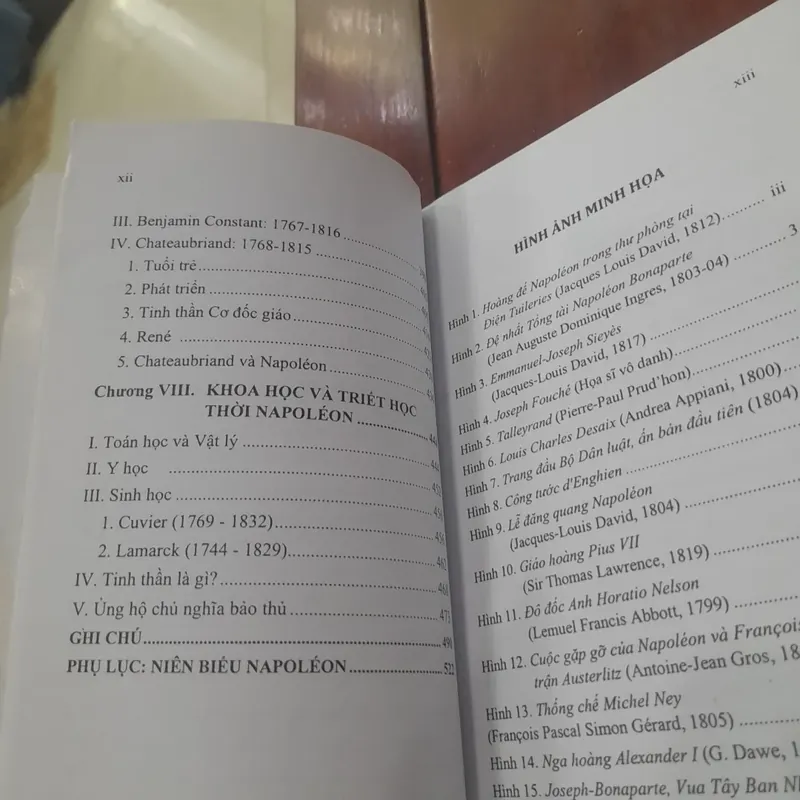 xii
III. Benjamin Constant: 1767-1816
IV. Chateaubriand: 1768-1815
1. Tuổi trẻ
2. Phát triển
3. Tinh thần Cơ đốc giáo
4. René
5. Chateaubriand và Napoléon
Chương VIII. KHOA HỌC VÀ TRIẾT HỌC
THỜI NAPOLÉON
I. Toán học và Vật lý
II. Y học
III. Sinh học
1. Cuvier (1769 - 1832)
2. Lamarck (1744 - 1829)
IV. Tinh thần là gì?
V. Ủng hộ chủ nghĩa bảo thủ
GHI CHÚ
PHỤ LỤC: NIÊN BIỂU NAPOLÉON 522
xiii
HÌNH ẢNH MINH HỌA
Hình 1. Hoàng đế Napoléon trong thư phòng tại
Điện Tuileries (Jacques Louis David, 1812) iii
Hình 2. Đệ nhất Tổng tài Napoléon Bonaparte
(Jean Auguste Dominique Ingres, 1803-04) 3
Hình 3. Emmanuel-Joseph Sieyès
(Jacques-Louis David, 1817)
Hình 4. Joseph Fouché (Họa sĩ vô danh)
Hình 5. Talleyrand (Pierre-Paul Prud'hon)
Hình 6. Louis Charles Desaix (Andrea Appiani, 1800)
Hình 7. Trang đầu Bộ Dân luật, ấn bản đầu tiên (1804)
Hình 8. Công tước d'Enghien
Hình 9. Lễ đăng quang Napoléon
(Jacques-Louis David, 1804)
Hình 10. Giáo hoàng Pius VII
(Sir Thomas Lawrence, 1819)
Hình 11. Đô đốc Anh Horatio Nelson
(Lemuel Francis Abbott, 1799)
Hình 12. Cuộc gặp gỡ của Napoléon và François
trận Austerlitz (Antoine-Jean Gros, 18
Hình 13. Thống chế Michel Ney
(François Pascal Simon Gérard, 1805)
Hình 14. Nga hoàng Alexander I (G. Dawe, 1
Hình 15. Joseph-Bonaparte, Vua Tây Ban Nh